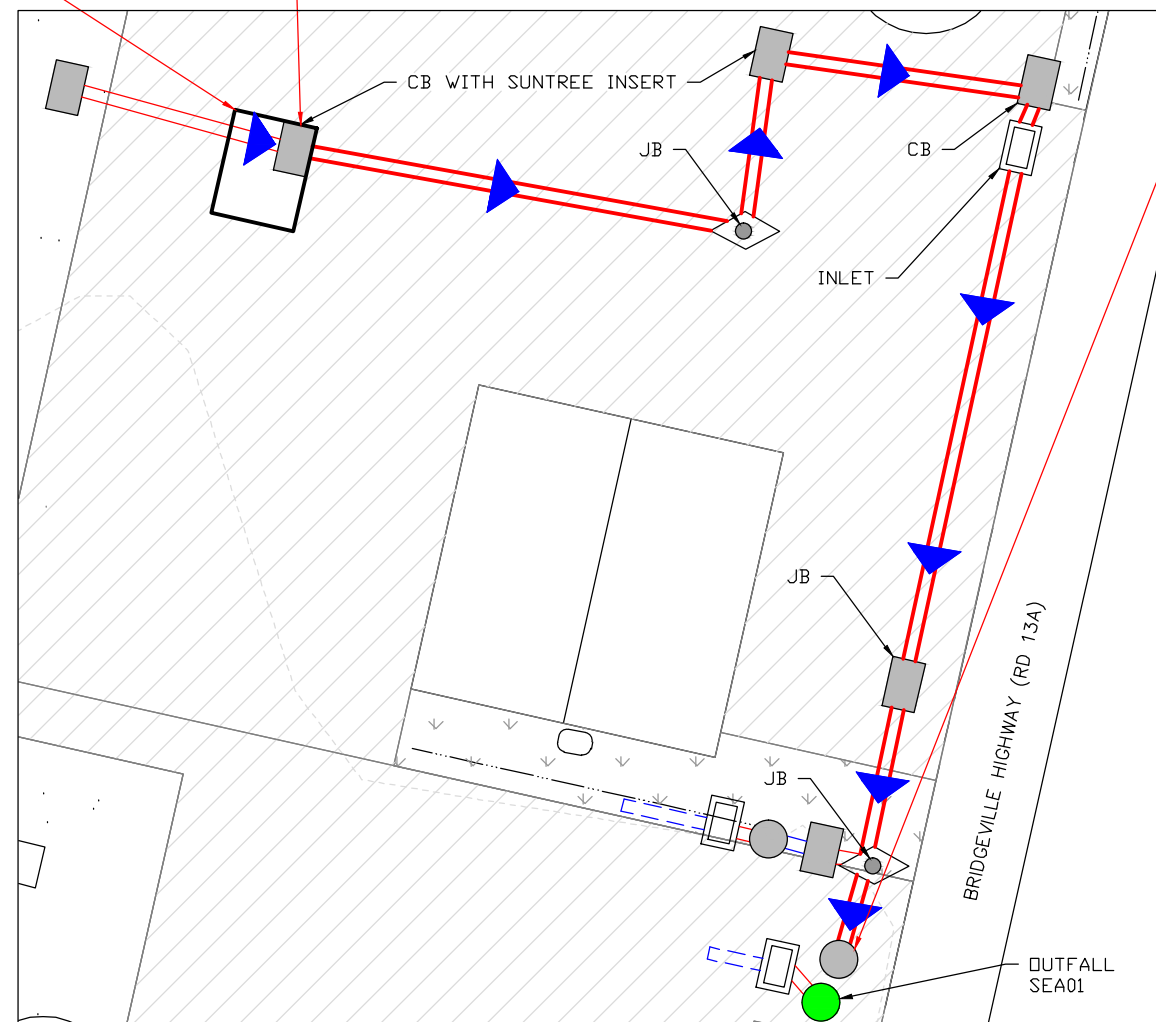 CB WITH SUNTREE INSERT
JB
CB
INLET
JB
BRIDGEVILLE HIGHWAY (RD 13A)
JB
OUTFALL
SEA01